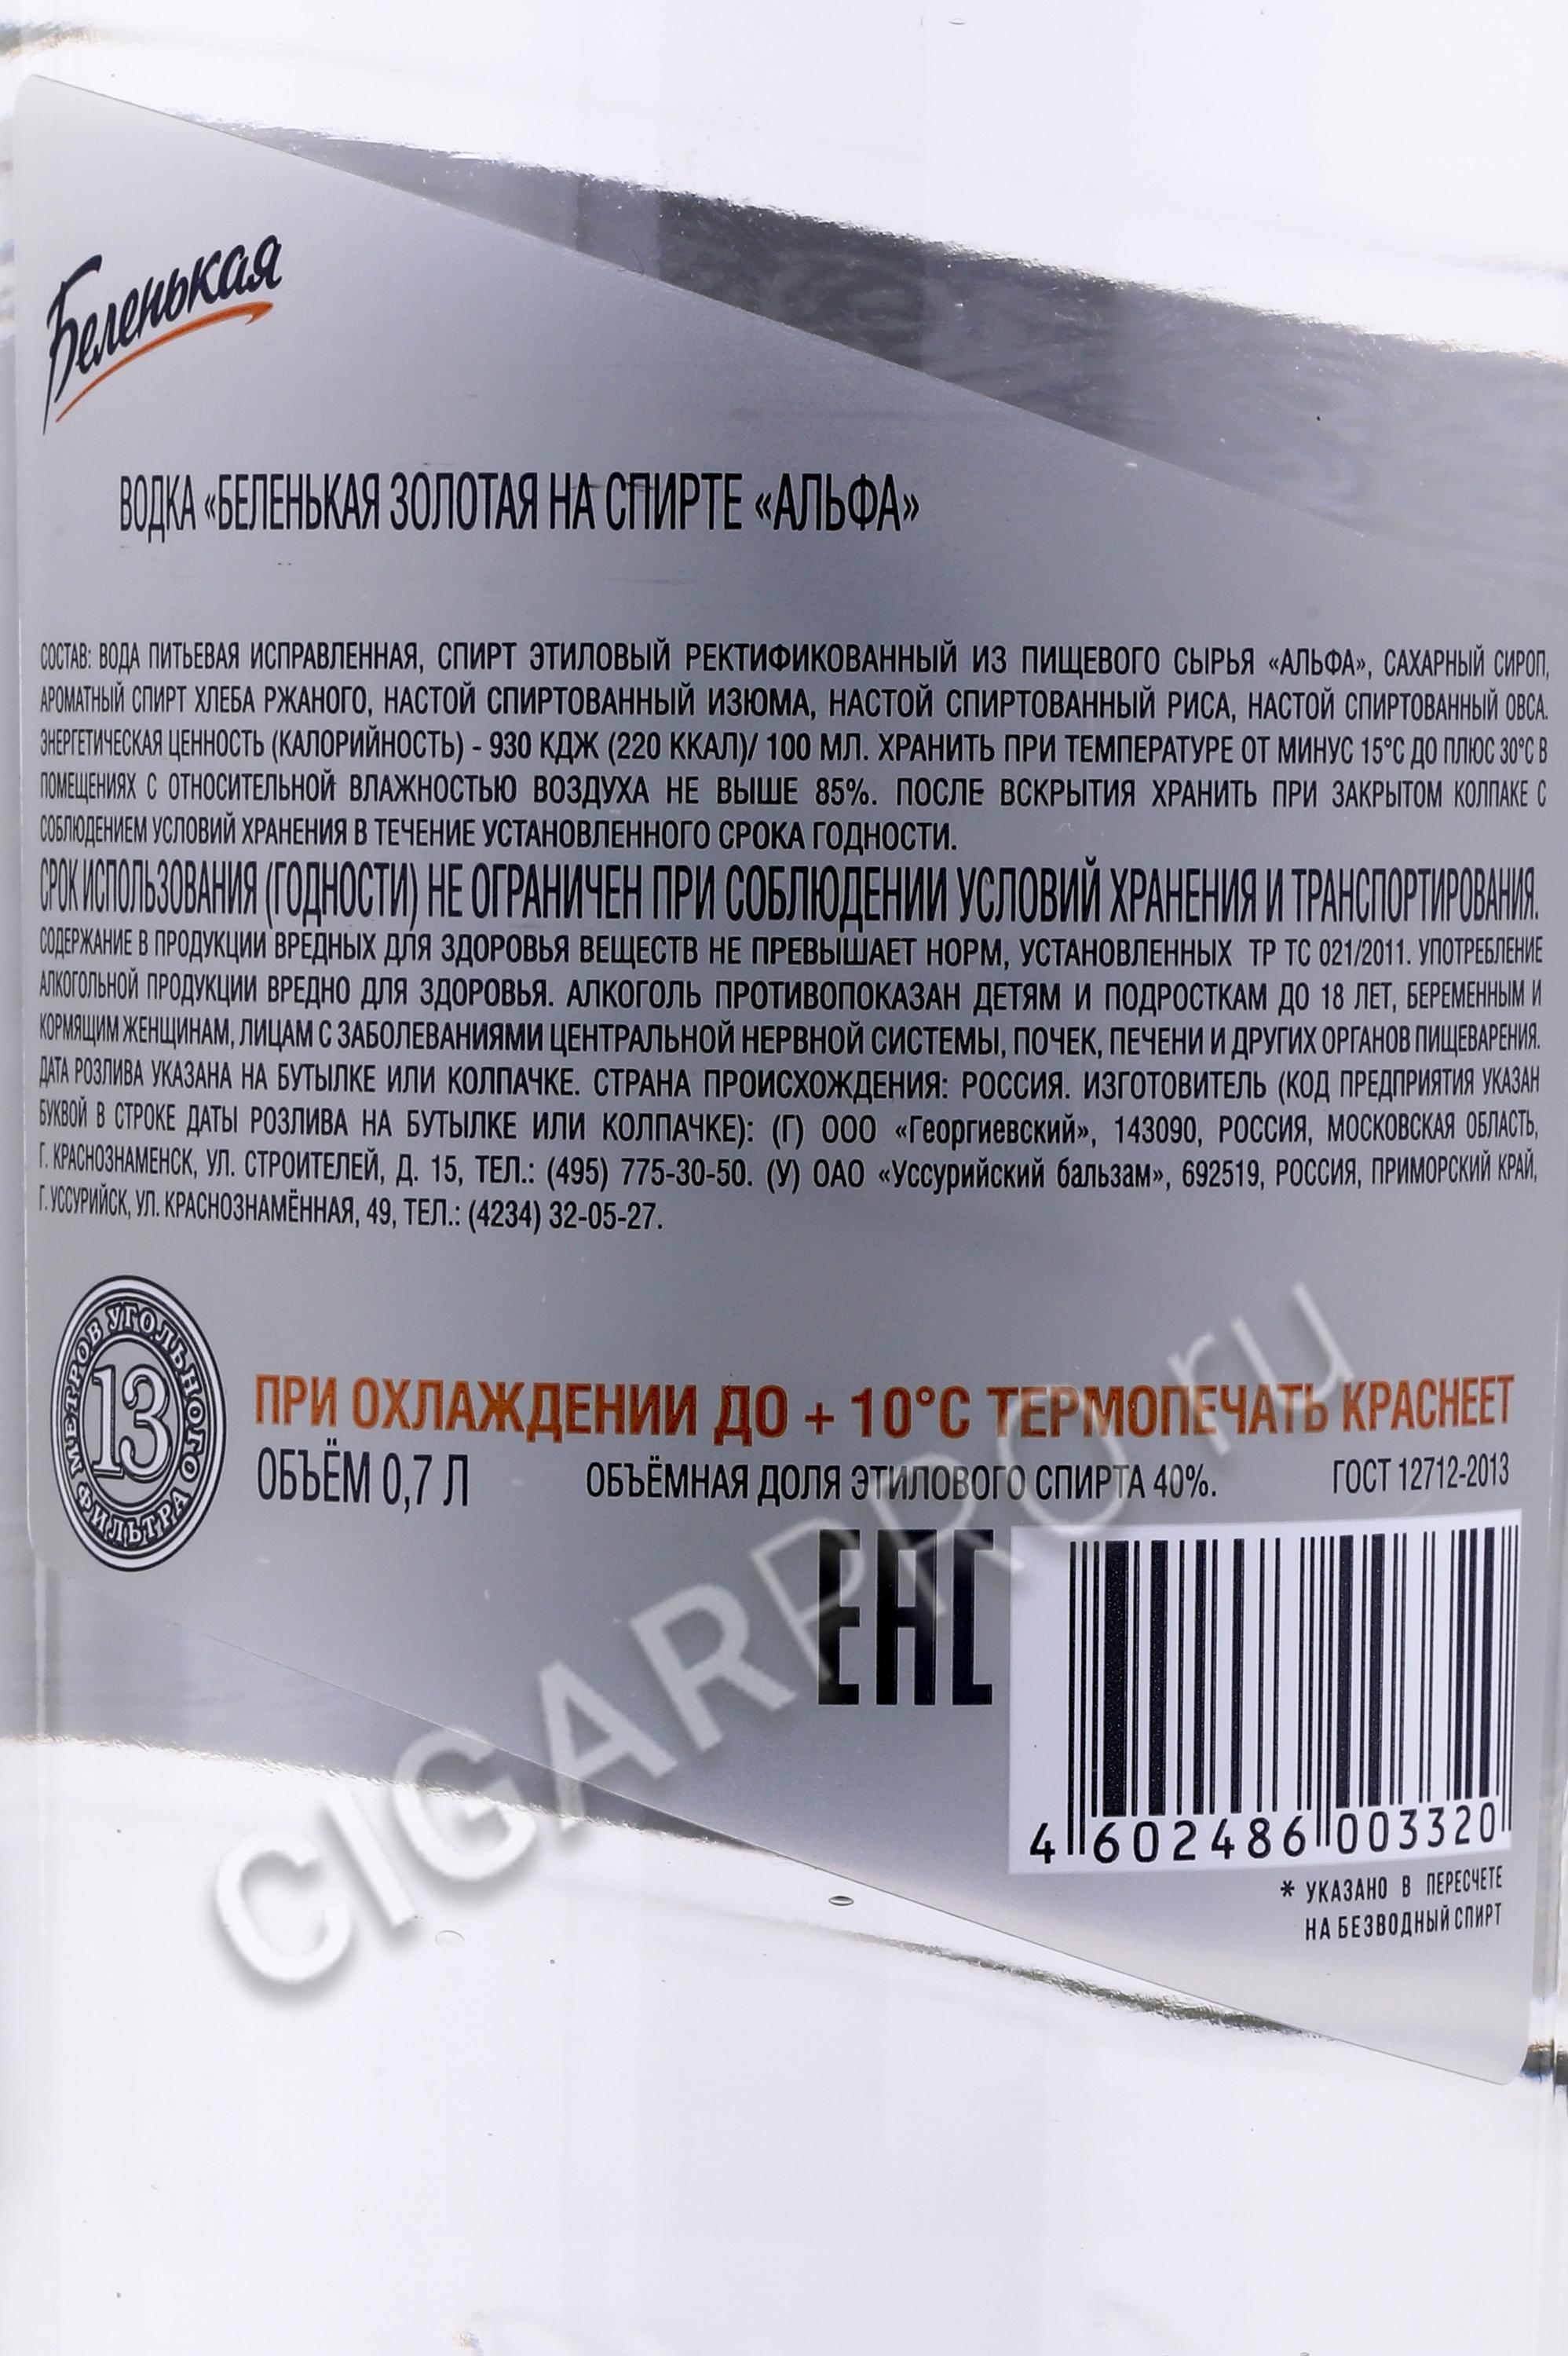 Беленькая
ВОДКА «БЕЛЕНЬКАЯ ЗОЛОТАЯ НА СПИРТЕ «АЛЬФА»
СОСТАВ: ВОДА ПИТЬЕВАЯ ИСПРАВЛЕННАЯ, СПИРТ ЭТИЛОВЫЙ РЕКТИФИКОВАННЫЙ ИЗ ПИЩЕВОГО СЫРЬЯ «АЛЬФА», САХАРНЫЙ СИРОП,
АРОМАТНЫЙ СПИРТ ХЛЕБА РЖАНОГО, НАСТОЙ СПИРТОВАННЫЙ ИЗЮМА, НАСТОЙ СПИРТОВАННЫЙ РИСА, НАСТОЙ СПИРТОВАННЫЙ ОВСА.
ЭНЕРГЕТИЧЕСКАЯ ЦЕННОСТЬ (КАЛОРИЙНОСТЬ) - 930 КДЖ (220 ККАЛ)/ 100 МЛ. ХРАНИТЬ ПРИ ТЕМПЕРАТУРЕ ОТ МИНУС 15°С ДО ПЛЮС 30°С В
ПОМЕЩЕНИЯХ С ОТНОСИТЕЛЬНОЙ ВЛАЖНОСТЬЮ ВОЗДУХА НЕ ВЫШЕ 85%. ПОСЛЕ ВСКРЫТИЯ ХРАНИТЬ ПРИ ЗАКРЫТОМ КОЛПАКЕ С
СОБЛЮДЕНИЕМ УСЛОВИЙ ХРАНЕНИЯ В ТЕЧЕНИЕ УСТАНОВЛЕННОГО СРОКА ГОДНОСТИ.
СРОК ИСПОЛЬЗОВАНИЯ (ГОДНОСТИ) НЕ ОГРАНИЧЕН ПРИ СОБЛЮДЕНИИ УСЛОВИЙ ХРАНЕНИЯ И ТРАНСПОРТИРОВАНИЯ.
СОДЕРЖАНИЕ В ПРОДУКЦИИ ВРЕДНЫХ ДЛЯ ЗДОРОВЬЯ ВЕЩЕСТВ НЕ ПРЕВЫШАЕТ НОРМ, УСТАНОВЛЕННЫХ ТР ТС 021/2011. УПОТРЕБЛЕНИЕ
АЛКОГОЛЬНОЙ ПРОДУКЦИИ ВРЕДНО ДЛЯ ЗДОРОВЬЯ. АЛКОГОЛЬ ПРОТИВОПОКАЗАН ДЕТЯМ И ПОДРОСТКАМ ДО 18 ЛЕТ, БЕРЕМЕННЫМ И
КОРМЯЩИМ ЖЕНЩИНАМ, ЛИЦАМ С ЗАБОЛЕВАНИЯМИ ЦЕНТРАЛЬНОЙ НЕРВНОЙ СИСТЕМЫ, ПОЧЕК, ПЕЧЕНИ И ДРУГИХ ОРГАНОВ ПИЩЕВАРЕНИЯ.
ДАТА РОЗЛИВА УКАЗАНА НА БУТЫЛКЕ ИЛИ КОЛПАЧКЕ. СТРАНА ПРОИСХОЖДЕНИЯ: РОССИЯ. ИЗГОТОВИТЕЛЬ (КОД ПРЕДПРИЯТИЯ УКАЗАН
БУКВОЙ В СТРОКЕ ДАТЫ РОЗЛИВА НА БУТЫЛКЕ ИЛИ КОЛПАЧКЕ): (Г) ООО «Георгиевский», 143090, РОССИЯ, МОСКОВСКАЯ ОБЛАСТЬ,
Г. КРАСНОЗНАМЕНСК, УЛ. СТРОИТЕЛЕЙ, Д. 15, ТЕЛ.: (495) 775-30-50. (У) ОАО «Уссурийский бальзам», 692519, РОССИЯ, ПРИМОРСКИЙ КРАЙ,
Г. УССУРИЙСК, УЛ. КРАСНОЗНАМЁННАЯ, 49, ТЕЛ.: (4234) 32-05-27.
13 МЕТРОВ УГОЛЬНОГО ФИЛЬТРА
ПРИ ОХЛАЖДЕНИИ ДО + 10°С ТЕРМОПЕЧАТЬ КРАСНЕЕТ
ОБЪЁМ 0,7 Л ОБЪЁМНАЯ ДОЛЯ ЭТИЛОВОГО СПИРТА 40%. ГОСТ 12712-2013
EAC
4 602486 003320
* УКАЗАНО В ПЕРЕСЧЕТЕ
НА БЕЗВОДНЫЙ СПИРТ
CIGARPRO.ru